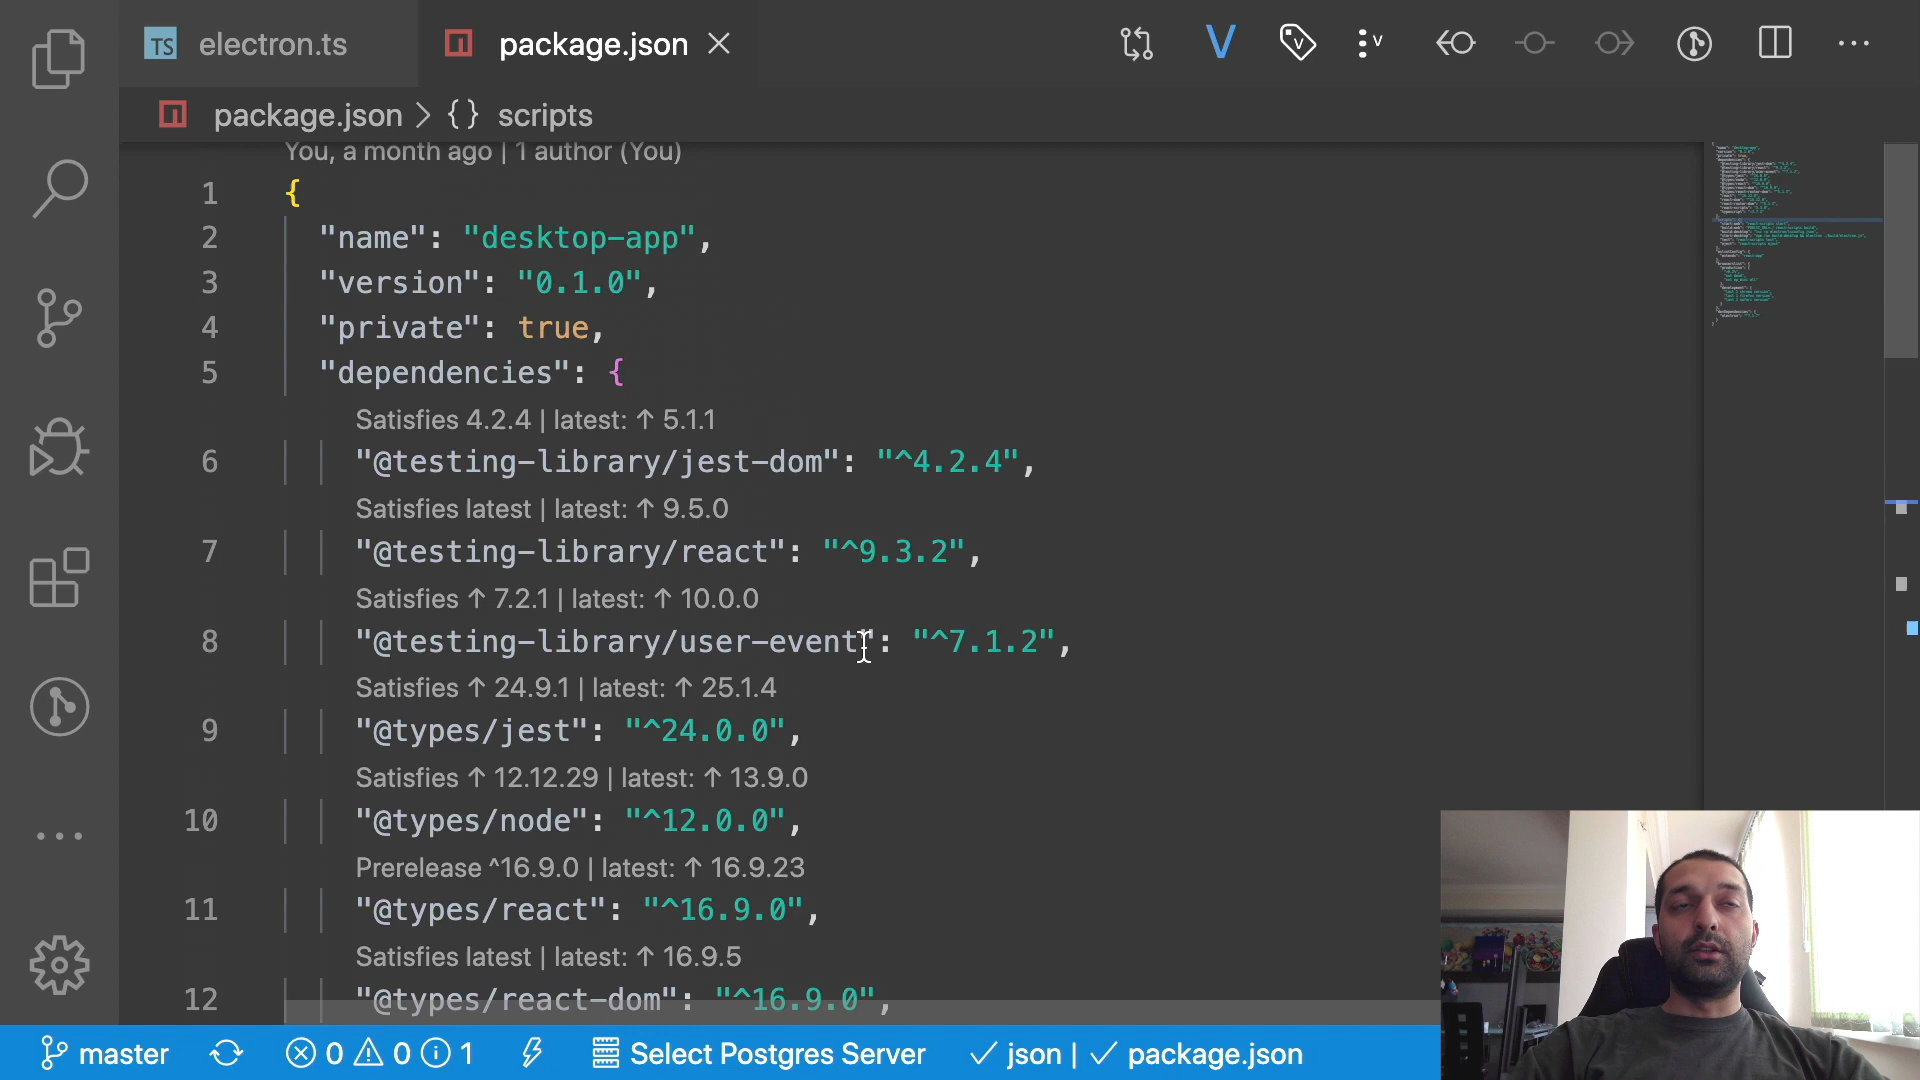 TS electron.ts
package.json
V
package.json > {} scripts
You, a month ago | 1 author (You)
1 {
2 "name": "desktop-app",
3 "version": "0.1.0",
4 "private": true,
5 "dependencies": {
Satisfies 4.2.4 | latest: ↑ 5.1.1
6 "@testing-library/jest-dom": "^4.2.4",
Satisfies latest | latest: ↑ 9.5.0
7 "@testing-library/react": "^9.3.2",
Satisfies ↑ 7.2.1 | latest: ↑ 10.0.0
8 "@testing-library/user-event": "^7.1.2",
Satisfies ↑ 24.9.1 | latest: ↑ 25.1.4
9 "@types/jest": "^24.0.0",
Satisfies ↑ 12.12.29 | latest: ↑ 13.9.0
10 "@types/node": "^12.0.0",
Prerelease ^16.9.0 | latest: ↑ 16.9.23
11 "@types/react": "^16.9.0",
Satisfies latest | latest: ↑ 16.9.5
12 "@types/react-dom": "^16.9.0",
master 0 0 1 Select Postgres Server ✓ json | ✓ package.json